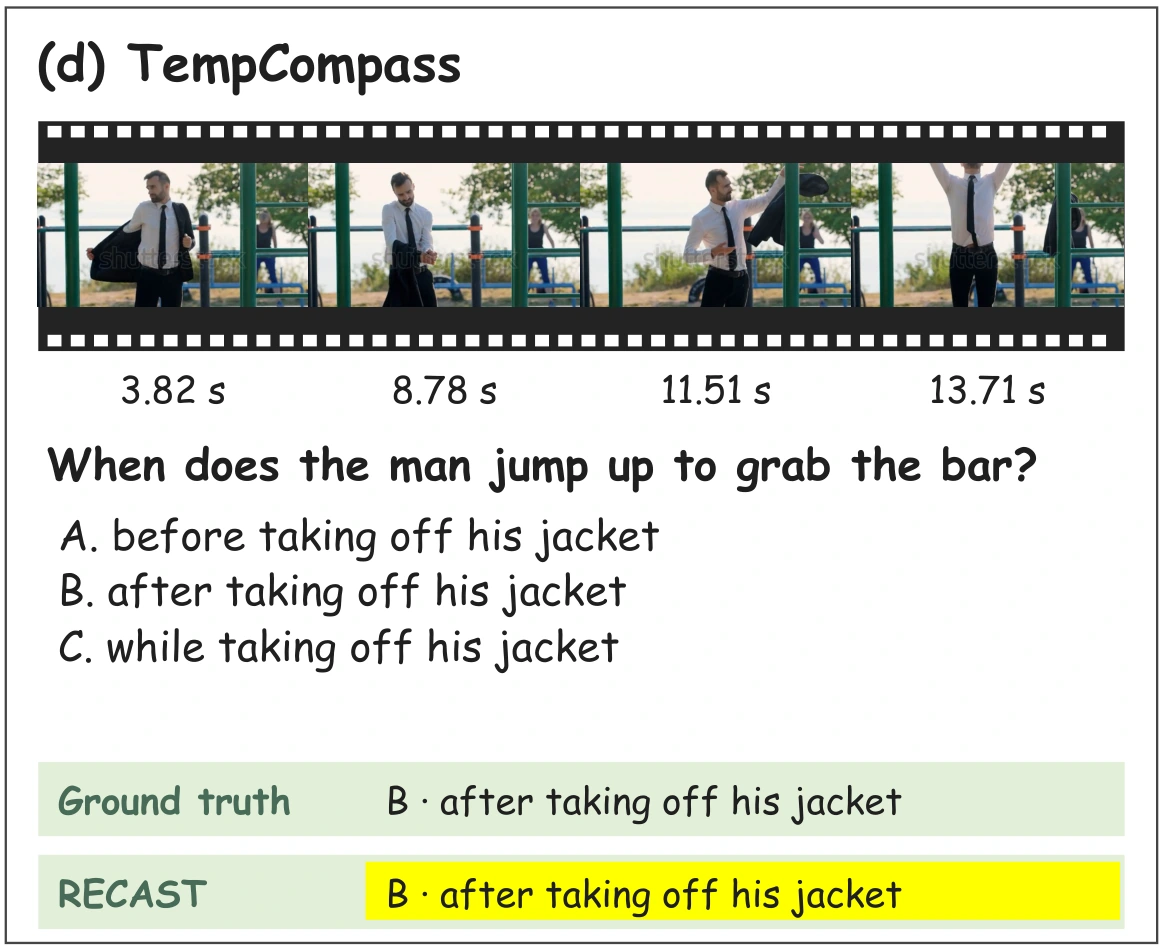 (d) TempCompass
3.82 s
8.78 s
11.51 s
13.71 s
When does the man jump up to grab the bar?
A. before taking off his jacket
B. after taking off his jacket
C. while taking off his jacket
Ground truth
B · after taking off his jacket
RECAST
B · after taking off his jacket